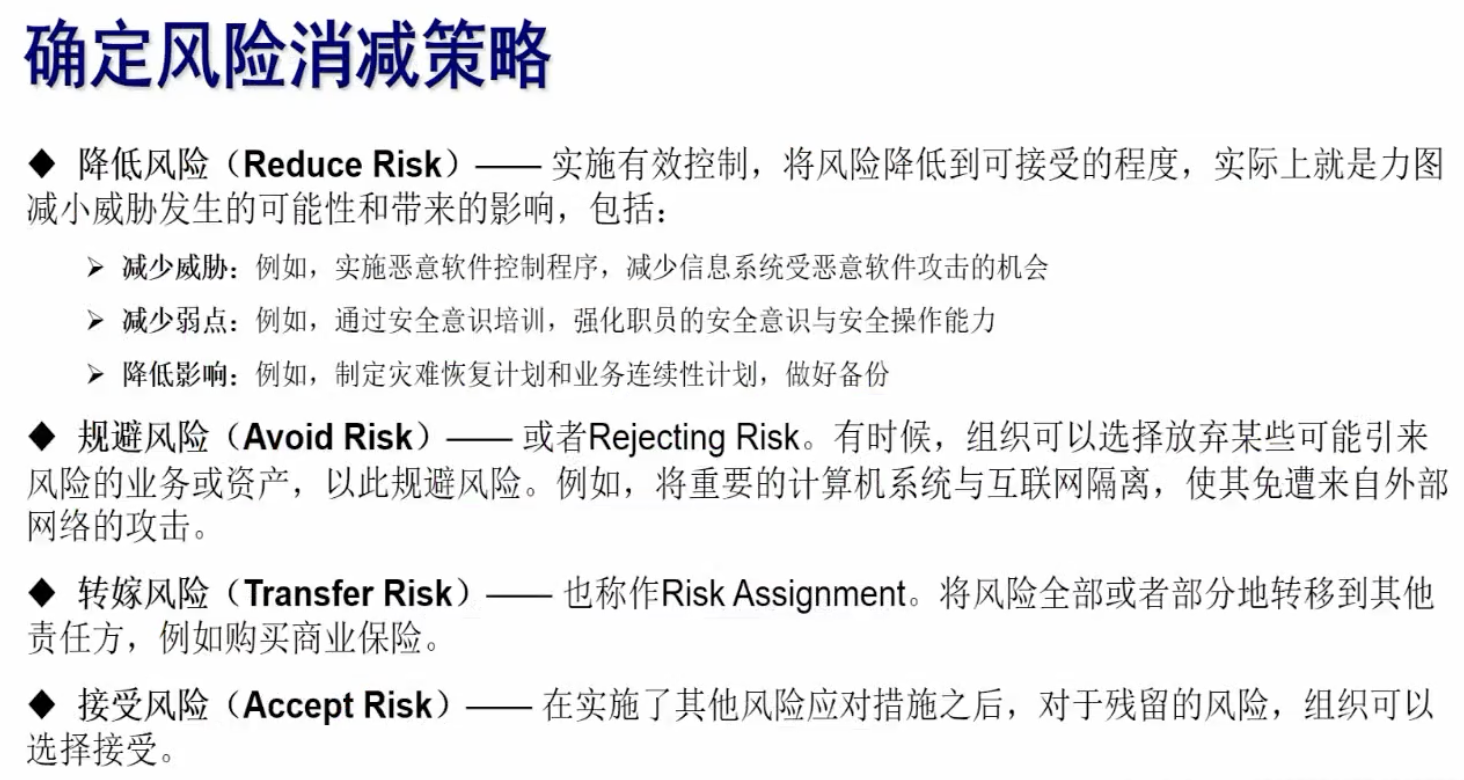 确定风险消减策略
◆ 降低风险（Reduce Risk）—— 实施有效控制，将风险降低到可接受的程度，实际上就是力图
减小威胁发生的可能性和带来的影响，包括：
➢ 减少威胁：例如，实施恶意软件控制程序，减少信息系统受恶意软件攻击的机会
➢ 减少弱点：例如，通过安全意识培训，强化职员的安全意识与安全操作能力
➢ 降低影响：例如，制定灾难恢复计划和业务连续性计划，做好备份
◆ 规避风险（Avoid Risk）—— 或者Rejecting Risk。有时候，组织可以选择放弃某些可能引来
风险的业务或资产，以此规避风险。例如，将重要的计算机系统与互联网隔离，使其免遭来自外部
网络的攻击。
◆ 转嫁风险（Transfer Risk）—— 也称作Risk Assignment。将风险全部或者部分地转移到其他
责任方，例如购买商业保险。
◆ 接受风险（Accept Risk）—— 在实施了其他风险应对措施之后，对于残留的风险，组织可以
选择接受。